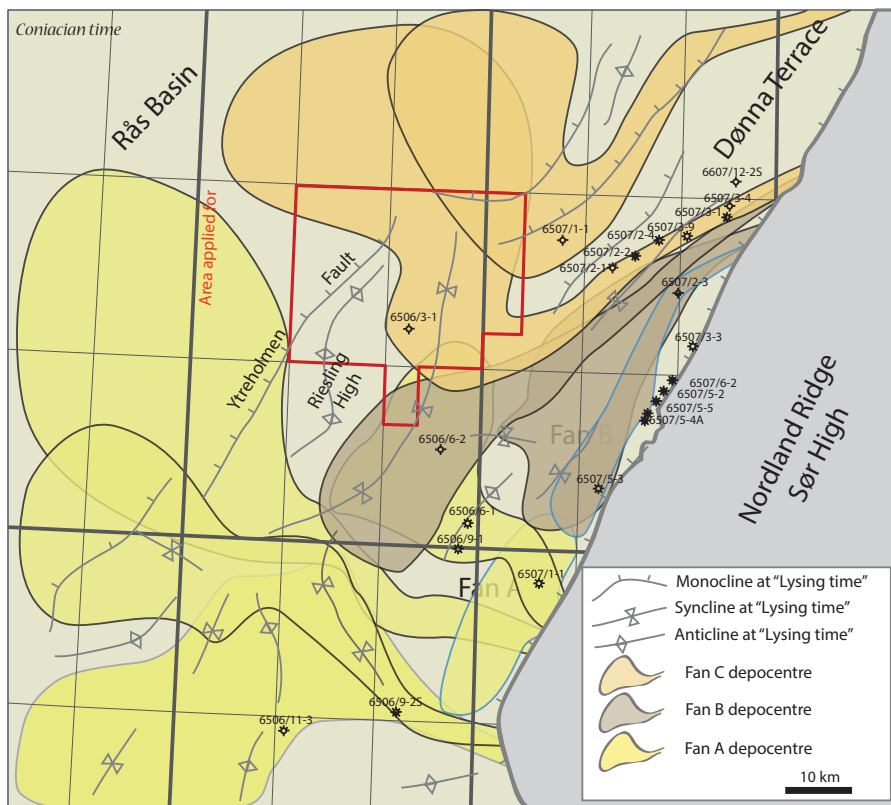 Coniacian time
Rås Basin
Dønna Terrace
Area applied for
6607/12-2S
6507/3-4
6507/3-1
6507/3-9
6507/2-4
6507/1-1
6507/2-2
6507/2-1
6507/2-3
Fault
Ytreholmen
6506/3-1
6507/3-3
Riesling
High
6507/6-2
6507/5-2
6507/5-5
6507/5-4A
Fan B
6506/6-2
6507/5-3
Nordland Ridge
Sør High
6506/6-1
6506/9-1
Fan A
6507/1-1
6506/9-2S
6506/11-3
Monocline at “Lysing time”
Syncline at “Lysing time”
Anticline at “Lysing time”
Fan C depocentre
Fan B depocentre
Fan A depocentre
10 km